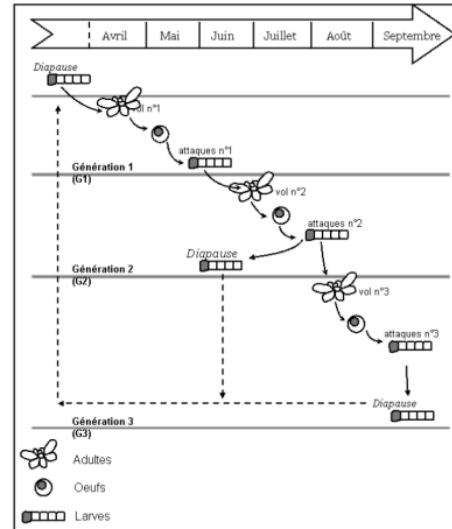 Avril Mai Juin Juillet Août Septembre
Diapause
vol n°1
attaques n°1
Génération 1
(G1)
vol n°2
attaques n°2
Diapause
Génération 2
(G2)
vol n°3
attaques n°3
Diapause
Génération 3
(G3)
Adultes
Oeufs
Larves